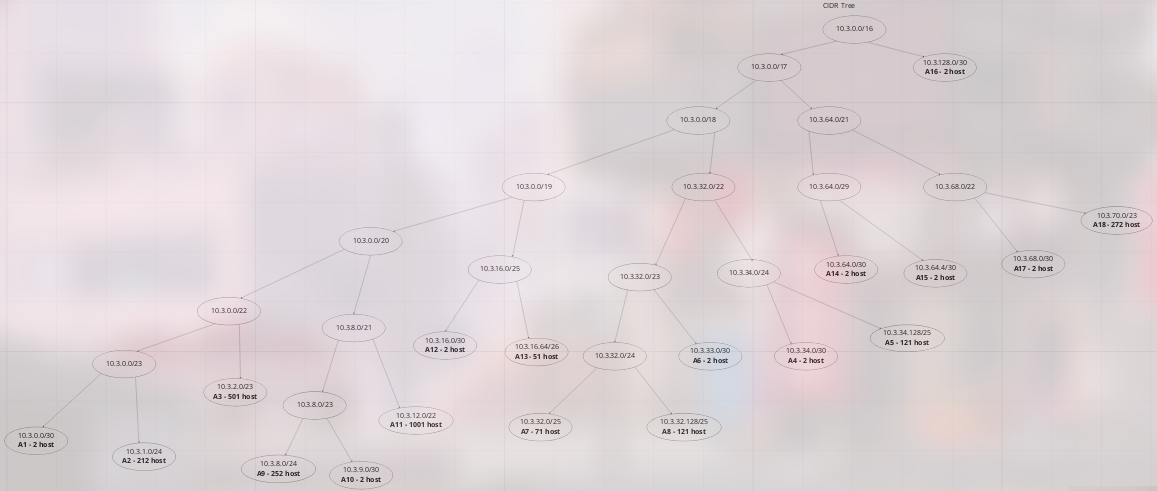 CIDR Tree
10.3.0.0/16
10.3.0.0/17
10.3.128.0/30
A16 - 2 host
10.3.0.0/18
10.3.64.0/21
10.3.0.0/19
10.3.32.0/22
10.3.64.0/29
10.3.68.0/22
10.3.70.0/23
A18 - 272 host
10.3.0.0/20
10.3.16.0/25
10.3.32.0/23
10.3.34.0/24
10.3.64.0/30
A14 - 2 host
10.3.64.4/30
A15 - 2 host
10.3.68.0/30
A17 - 2 host
10.3.0.0/22
10.3.8.0/21
10.3.16.0/30
A12 - 2 host
10.3.16.64/26
A13 - 51 host
10.3.32.0/24
10.3.33.0/30
A6 - 2 host
10.3.34.0/30
A4 - 2 host
10.3.34.128/25
A5 - 121 host
10.3.0.0/23
10.3.2.0/23
A3 - 501 host
10.3.8.0/23
10.3.12.0/22
A11 - 1001 host
10.3.32.0/25
A7 - 71 host
10.3.32.128/25
A8 - 121 host
10.3.0.0/30
A1 - 2 host
10.3.1.0/24
A2 - 212 host
10.3.8.0/24
A9 - 252 host
10.3.9.0/30
A10 - 2 host